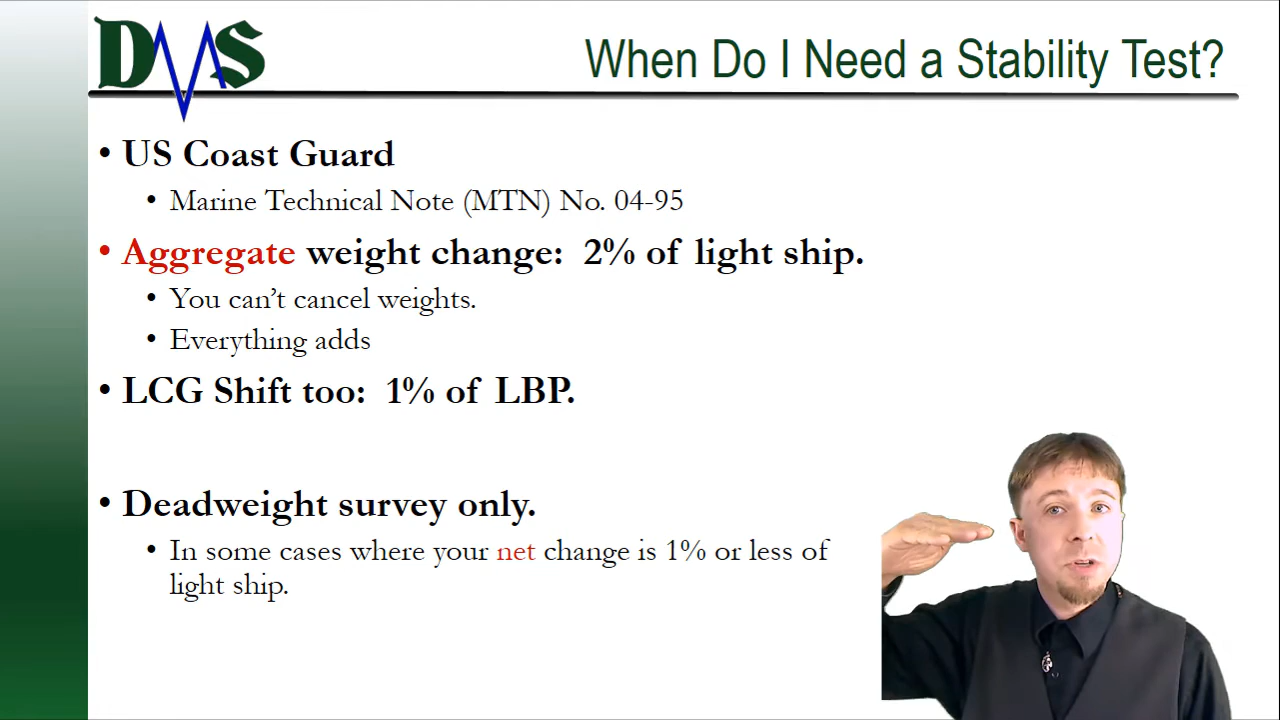 DMS
When Do I Need a Stability Test?
• US Coast Guard
• Marine Technical Note (MTN) No. 04-95
• Aggregate weight change: 2% of light ship.
• You can’t cancel weights.
• Everything adds
• LCG Shift too: 1% of LBP.
• Deadweight survey only.
• In some cases where your net change is 1% or less of
light ship.